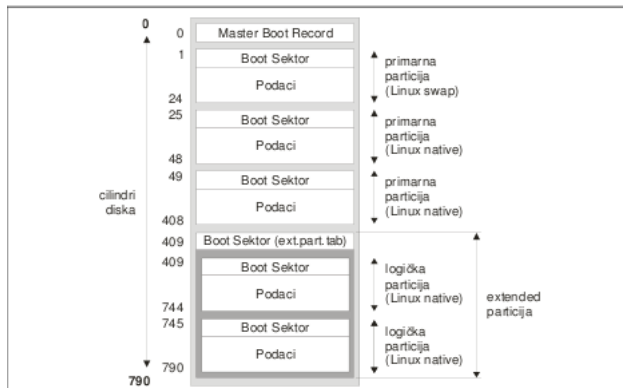 0
0
Master Boot Record
1
Boot Sektor
Podaci
24
primarna
particija
(Linux swap)
25
Boot Sektor
Podaci
48
primarna
particija
(Linux native)
49
Boot Sektor
Podaci
408
primarna
particija
(Linux native)
cilindri
diska
409
Boot Sektor (ext.part.tab)
409
Boot Sektor
Podaci
744
logička
particija
(Linux native)
745
Boot Sektor
Podaci
790
logička
particija
(Linux native)
extended
particija
790